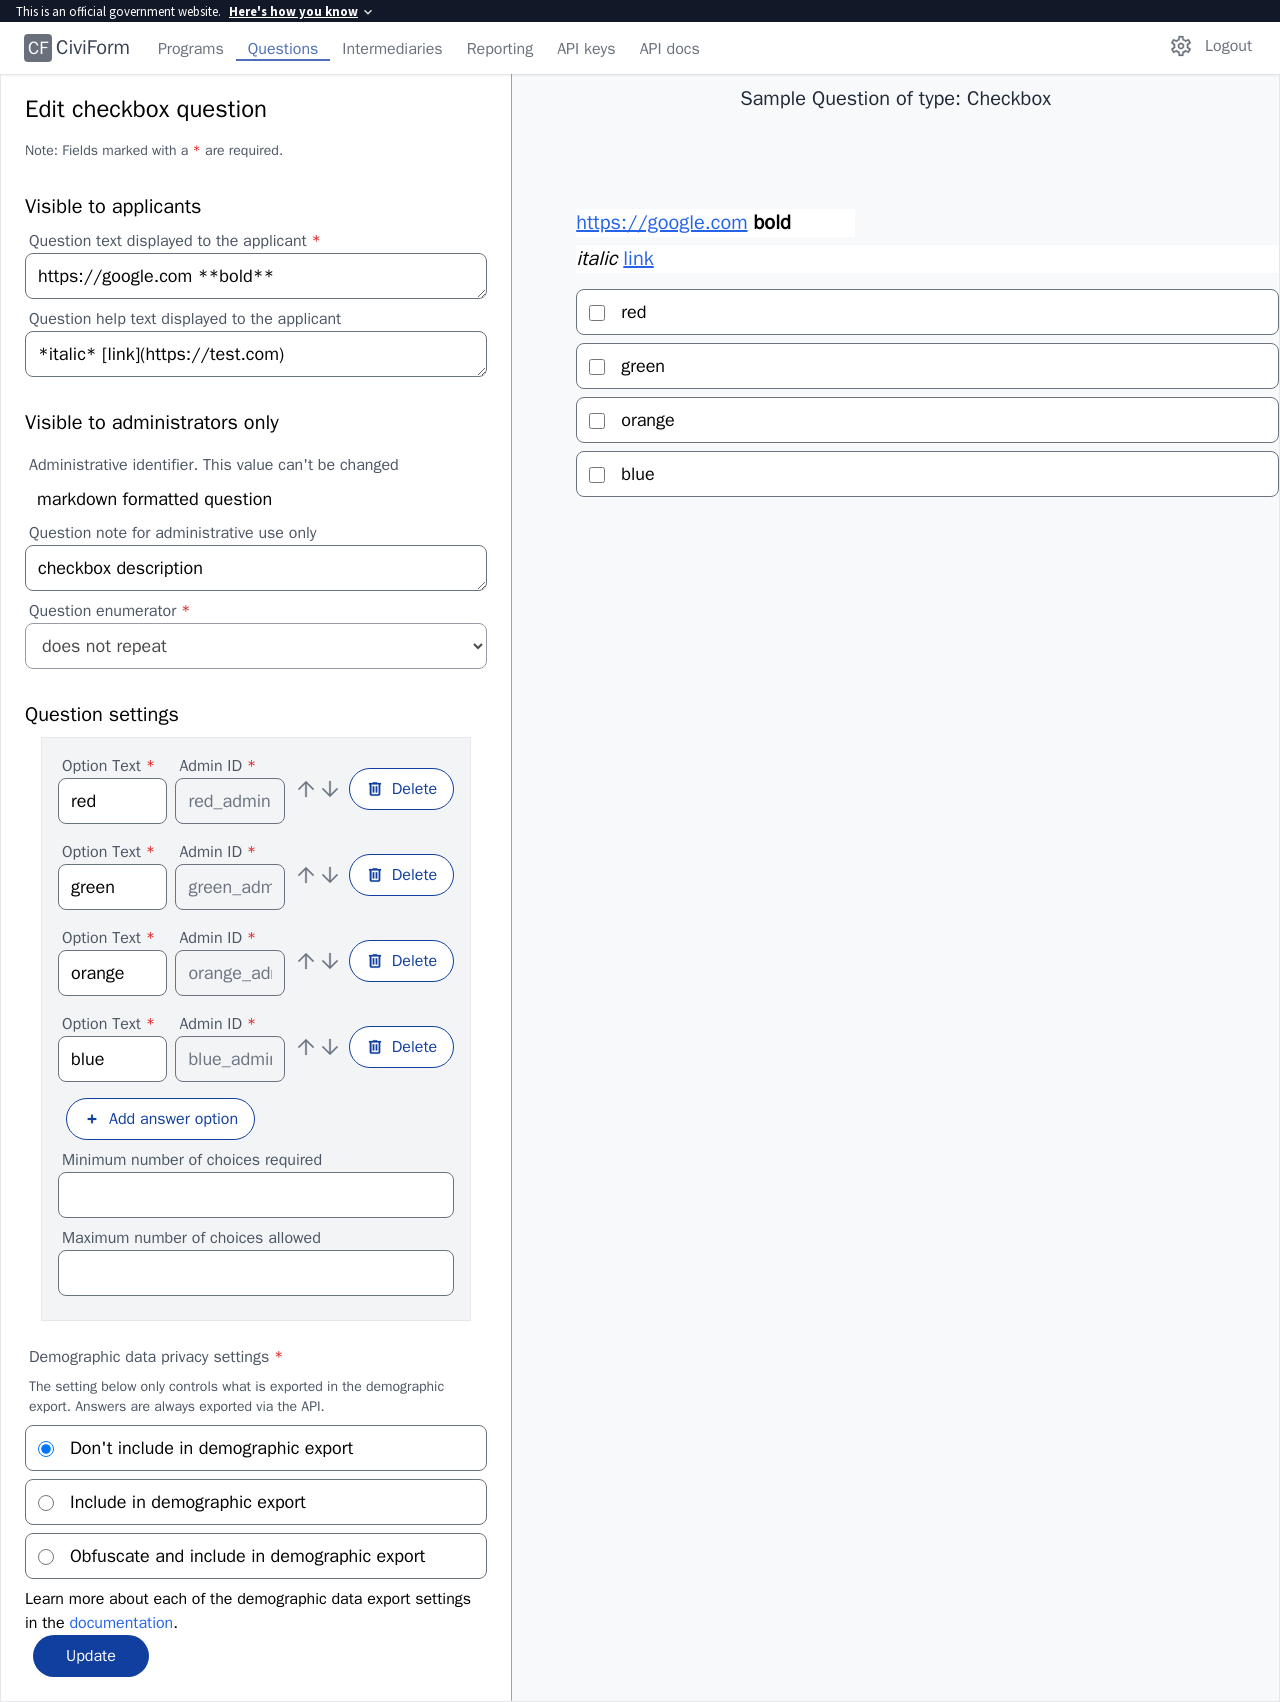 This is an official government website. Here's how you know
CF CiviForm Programs Questions Intermediaries Reporting API keys API docs Logout
Edit checkbox question
Note: Fields marked with a * are required.
Visible to applicants
Question text displayed to the applicant *
https://google.com **bold**
Question help text displayed to the applicant
*italic* [link](https://test.com)
Visible to administrators only
Administrative identifier. This value can't be changed
markdown formatted question
Question note for administrative use only
checkbox description
Question enumerator *
does not repeat
Question settings
Option Text * Admin ID *
red red_admin Delete
Option Text * Admin ID *
green green_adm Delete
Option Text * Admin ID *
orange orange_ad Delete
Option Text * Admin ID *
blue blue_admin Delete
+ Add answer option
Minimum number of choices required
Maximum number of choices allowed
Demographic data privacy settings *
The setting below only controls what is exported in the demographic
export. Answers are always exported via the API.
Don't include in demographic export
Include in demographic export
Obfuscate and include in demographic export
Learn more about each of the demographic data export settings
in the documentation.
Update
Sample Question of type: Checkbox
https://google.com bold
italic link
red
green
orange
blue